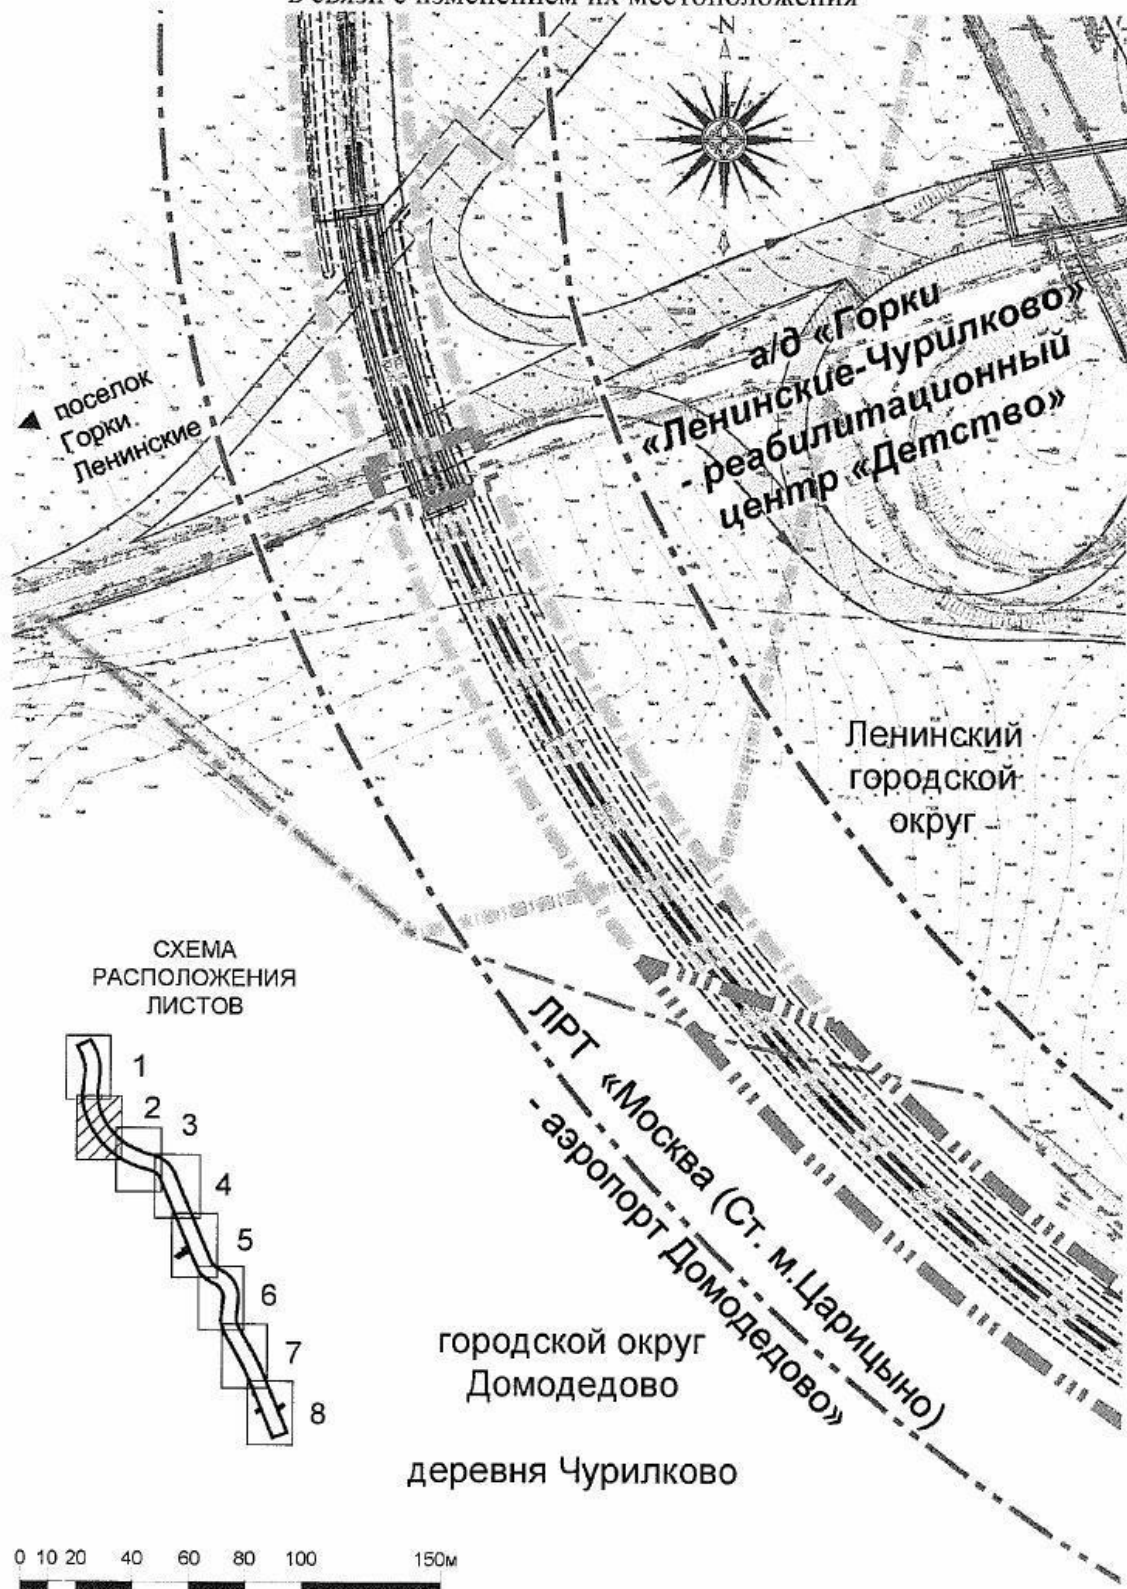 в связи с изменением их местоположения
N
а/д «Горки
«Ленинские-Чурилково»
- реабилитационный
центр «Детство»
поселок
Горки
Ленинские
Ленинский
городской
округ
СХЕМА
РАСПОЛОЖЕНИЯ
ЛИСТОВ
1
2
3
4
5
6
7
8
ЛРТ «Москва (Ст. м.Царицыно)
- аэропорт Домодедово»
городской округ
Домодедово
деревня Чурилково
0 10 20 40 60 80 100 150м